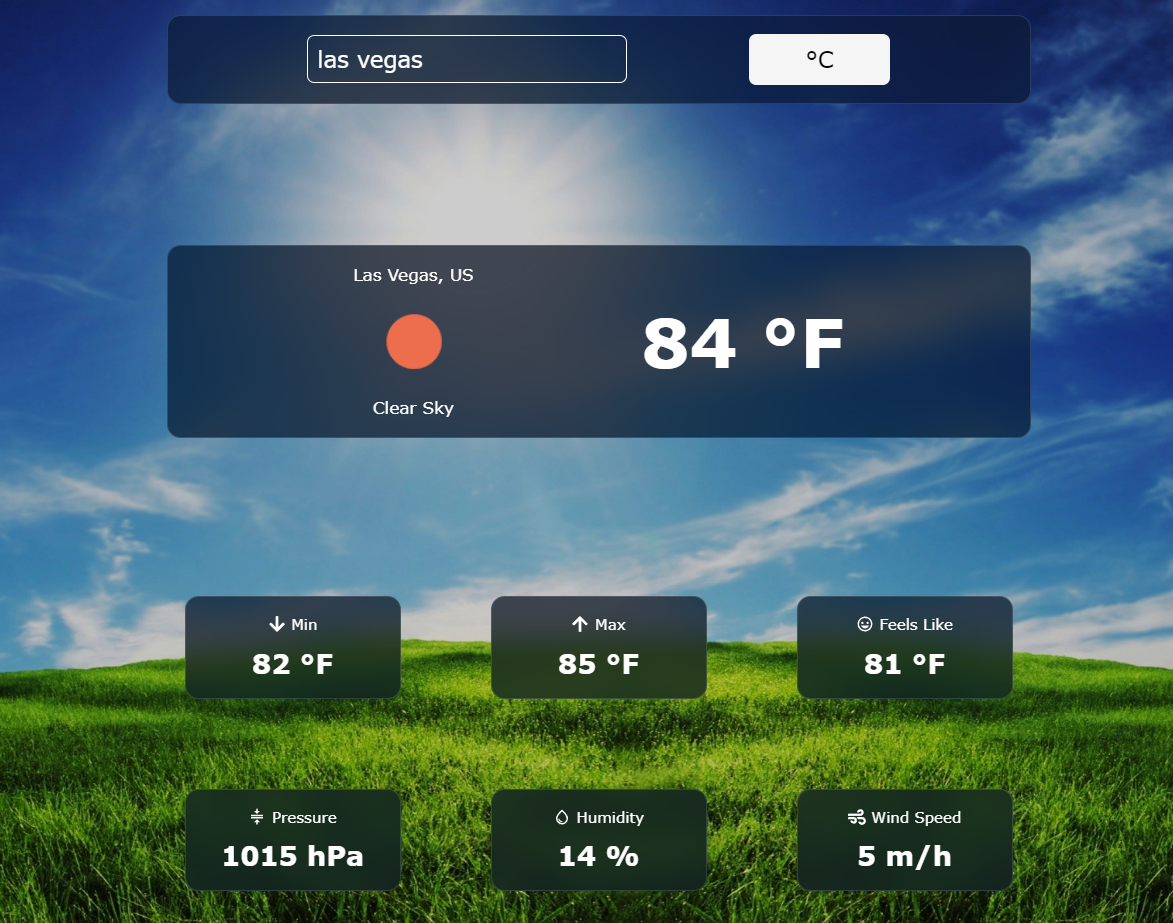 las vegas
°C
Las Vegas, US
84 °F
Clear Sky
Min
82 °F
Max
85 °F
Feels Like
81 °F
Pressure
1015 hPa
Humidity
14 %
Wind Speed
5 m/h